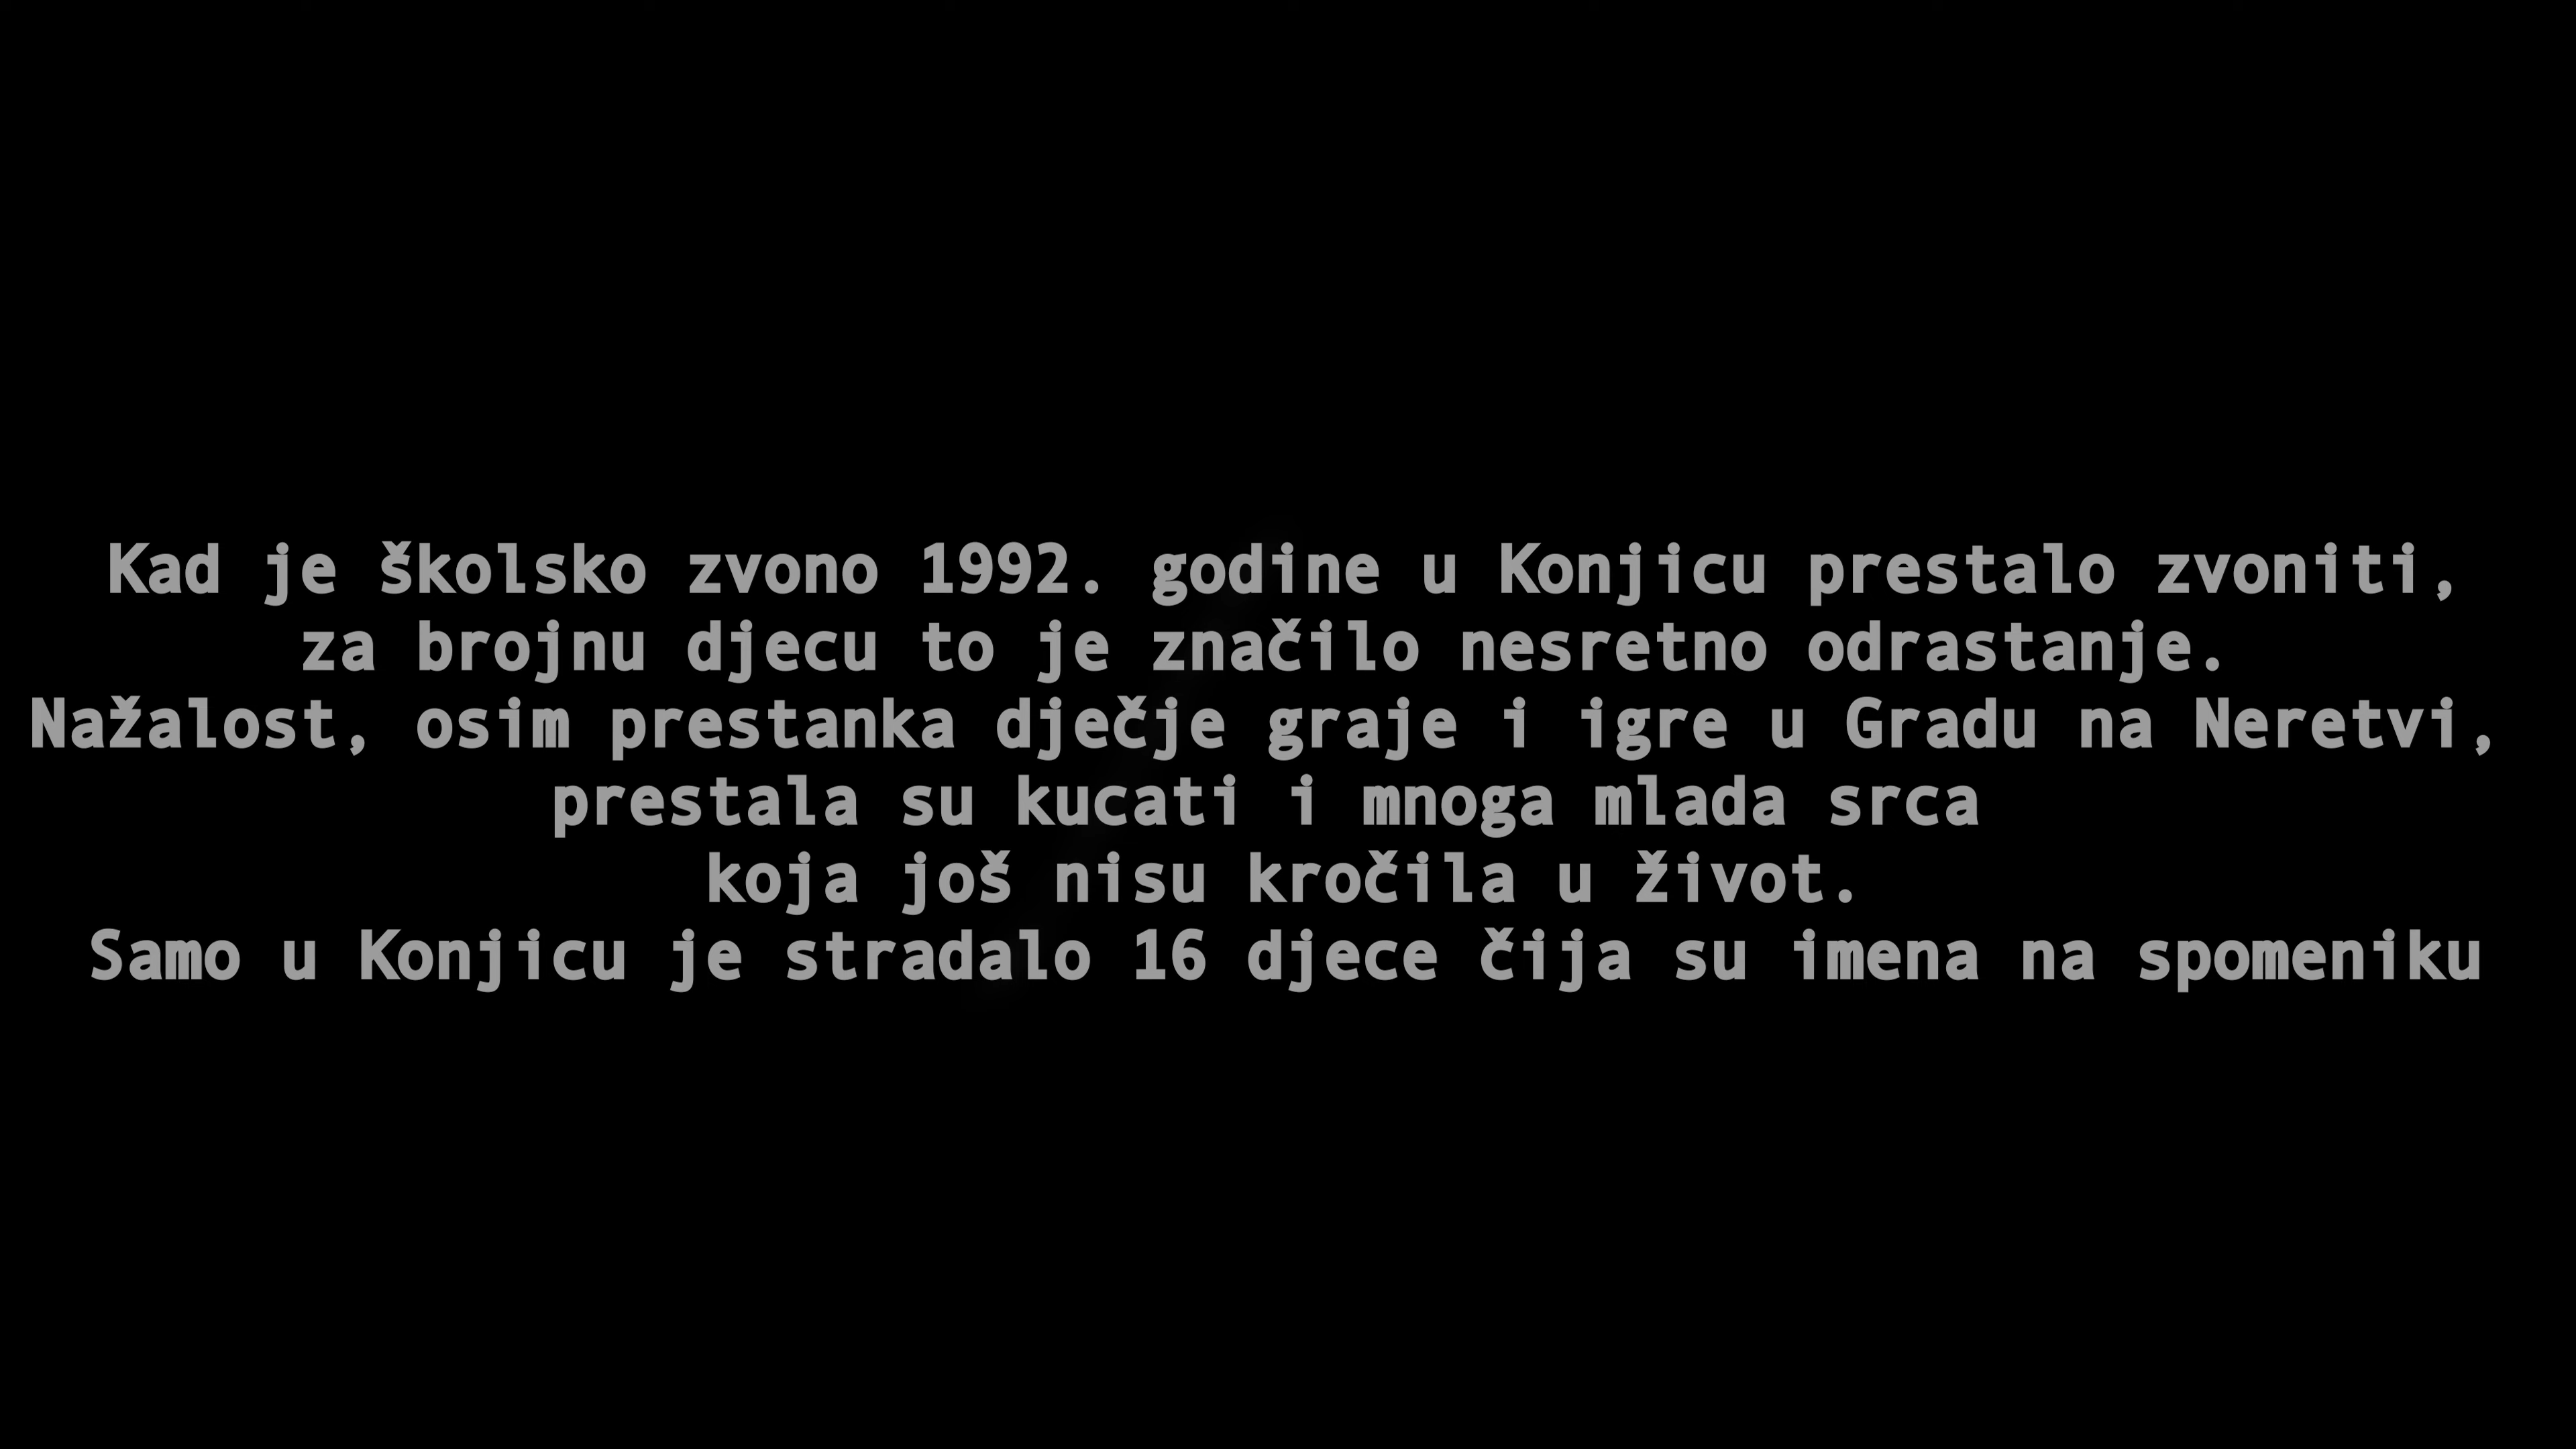 Kad je školsko zvono 1992. godine u Konjicu prestalo zvoniti,
za brojnu djecu to je značilo nesretno odrastanje.
Nažalost, osim prestanka dječje graje i igre u Gradu na Neretvi,
prestala su kucati i mnoga mlada srca
koja još nisu kročila u život.
Samo u Konjicu je stradalo 16 djece čija su imena na spomeniku